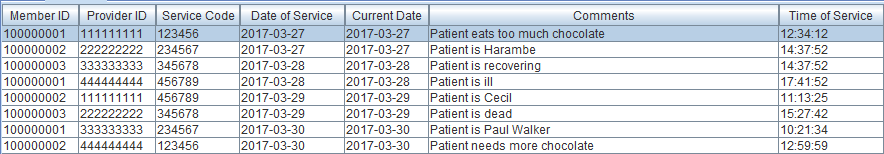 Member ID Provider ID Service Code Date of Service Current Date Comments Time of Service
100000001 111111111 123456 2017-03-27 2017-03-27 Patient eats too much chocolate 12:34:12
100000002 222222222 234567 2017-03-27 2017-03-27 Patient is Harambe 14:37:52
100000003 333333333 345678 2017-03-28 2017-03-28 Patient is recovering 14:37:52
100000001 444444444 456789 2017-03-28 2017-03-28 Patient is ill 17:41:52
100000002 111111111 456789 2017-03-29 2017-03-29 Patient is Cecil 11:13:25
100000003 222222222 345678 2017-03-29 2017-03-29 Patient is dead 15:27:42
100000001 333333333 234567 2017-03-30 2017-03-30 Patient is Paul Walker 10:21:34
100000002 444444444 123456 2017-03-30 2017-03-30 Patient needs more chocolate 12:59:59